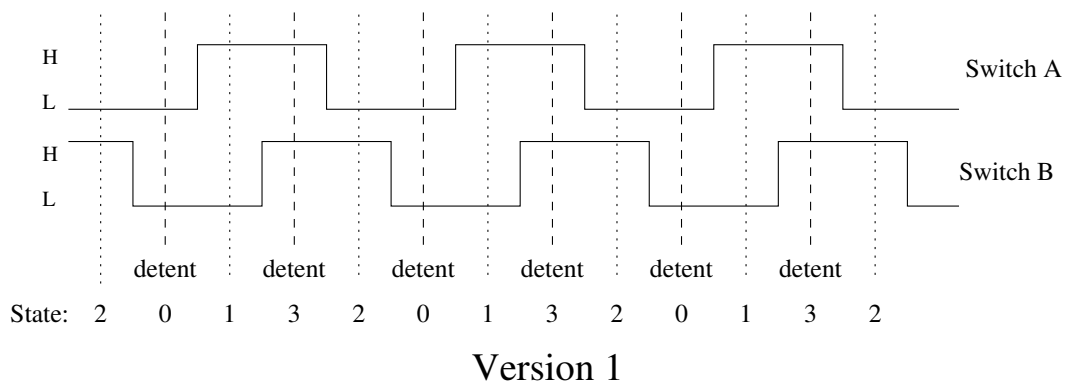 H
Switch A
L
H
Switch B
L
detent detent detent detent detent detent
State: 2 0 1 3 2 0 1 3 2 0 1 3 2
Version 1